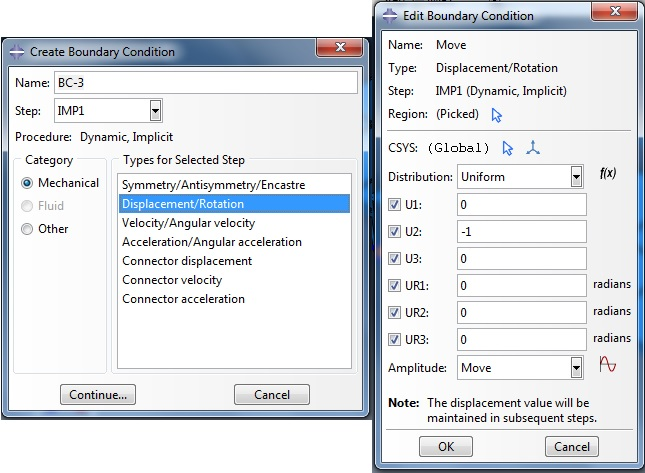 Create Boundary Condition
Name: BC-3
Step: IMP1
Procedure: Dynamic, Implicit
Category
Mechanical
Fluid
Other
Types for Selected Step
Symmetry/Antisymmetry/Encastre
Displacement/Rotation
Velocity/Angular velocity
Acceleration/Angular acceleration
Connector displacement
Connector velocity
Connector acceleration
Continue...
Cancel
Edit Boundary Condition
Name: Move
Type: Displacement/Rotation
Step: IMP1 (Dynamic, Implicit)
Region: (Picked)
CSYS: (Global)
Distribution: Uniform f(x)
U1: 0
U2: -1
U3: 0
UR1: 0 radians
UR2: 0 radians
UR3: 0 radians
Amplitude: Move
Note: The displacement value will be
maintained in subsequent steps.
OK
Cancel